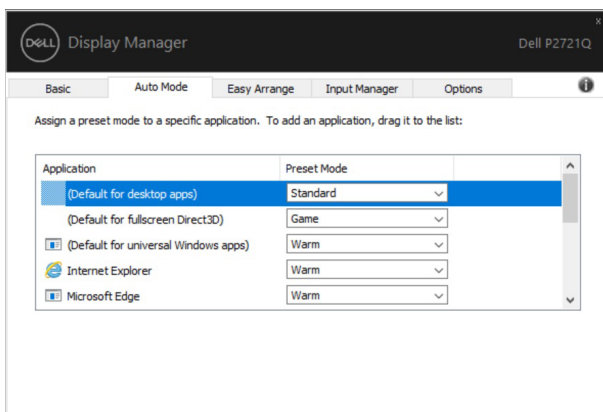 x
DELL Display Manager Dell P2721Q
Basic Auto Mode Easy Arrange Input Manager Options i
Assign a preset mode to a specific application. To add an application, drag it to the list:
Application Preset Mode
(Default for desktop apps) Standard
(Default for fullscreen Direct3D) Game
(Default for universal Windows apps) Warm
Internet Explorer Warm
Microsoft Edge Warm